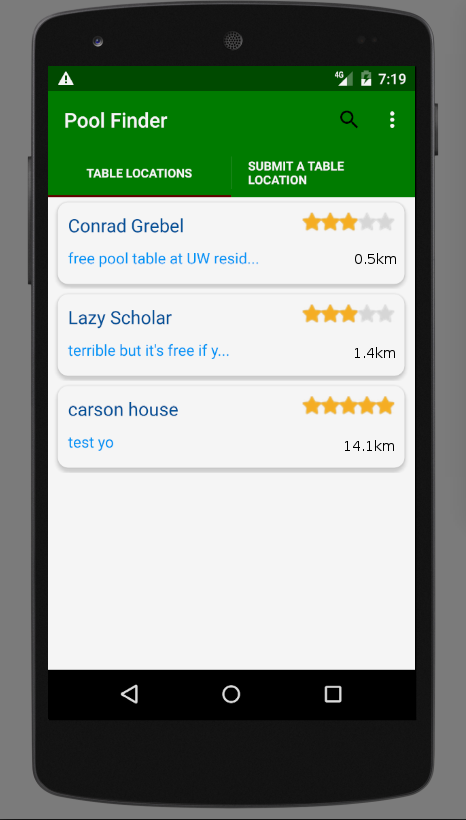 4G 7:19
Pool Finder
TABLE LOCATIONS
SUBMIT A TABLE
LOCATION
Conrad Grebel
free pool table at UW resid...
0.5km
Lazy Scholar
terrible but it's free if y...
1.4km
carson house
test yo
14.1km